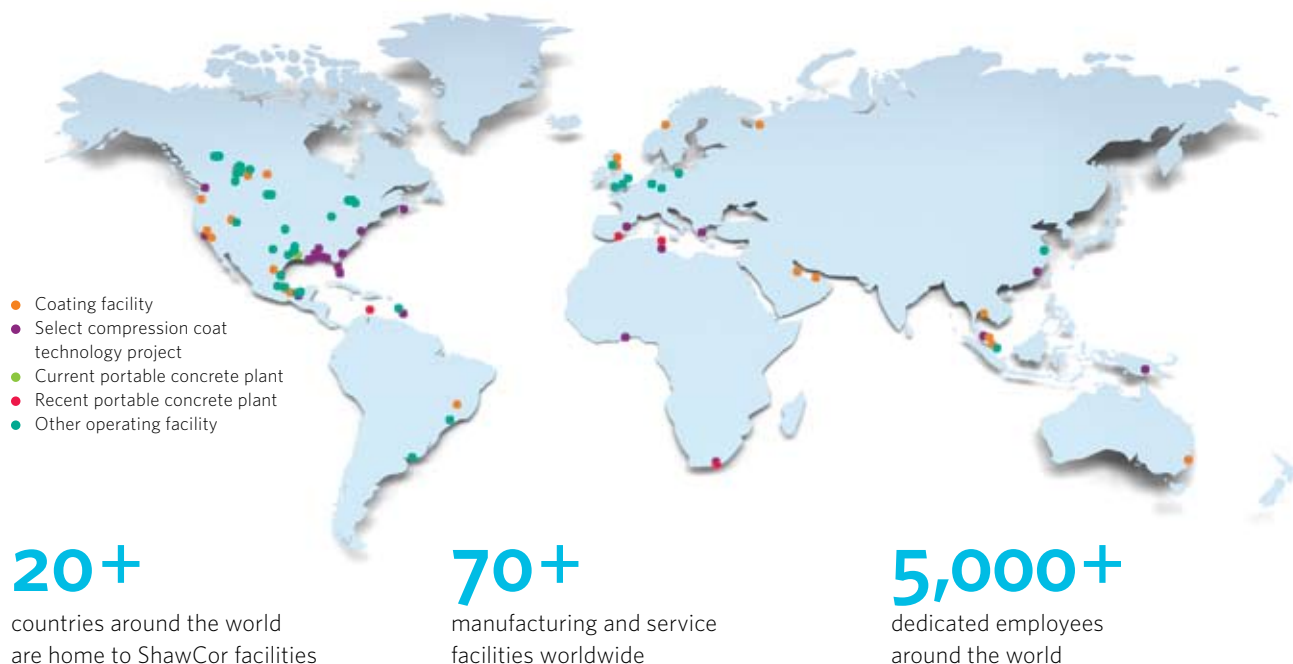 Coating facility
Select compression coat
technology project
Current portable concrete plant
Recent portable concrete plant
Other operating facility
20+
countries around the world
are home to ShawCor facilities
70+
manufacturing and service
facilities worldwide
5,000+
dedicated employees
around the world